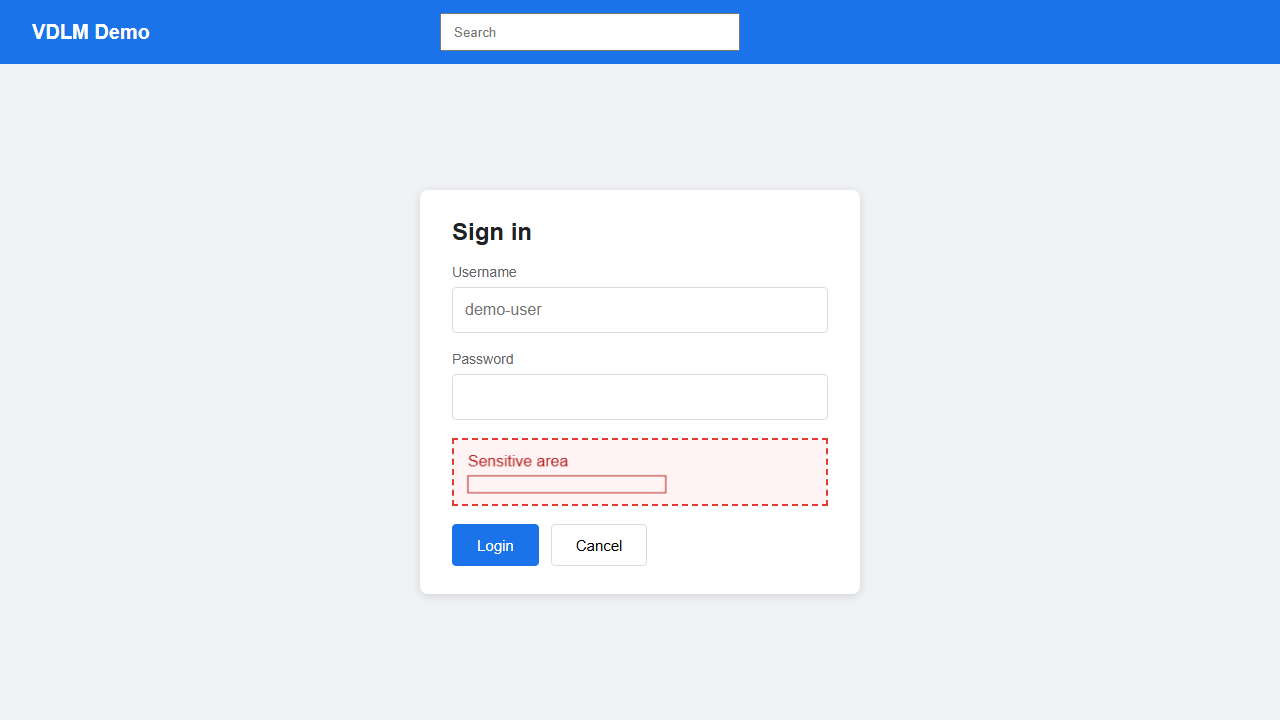 VDLM Demo
Search
Sign in
Username
demo-user
Password
Sensitive area
Login
Cancel